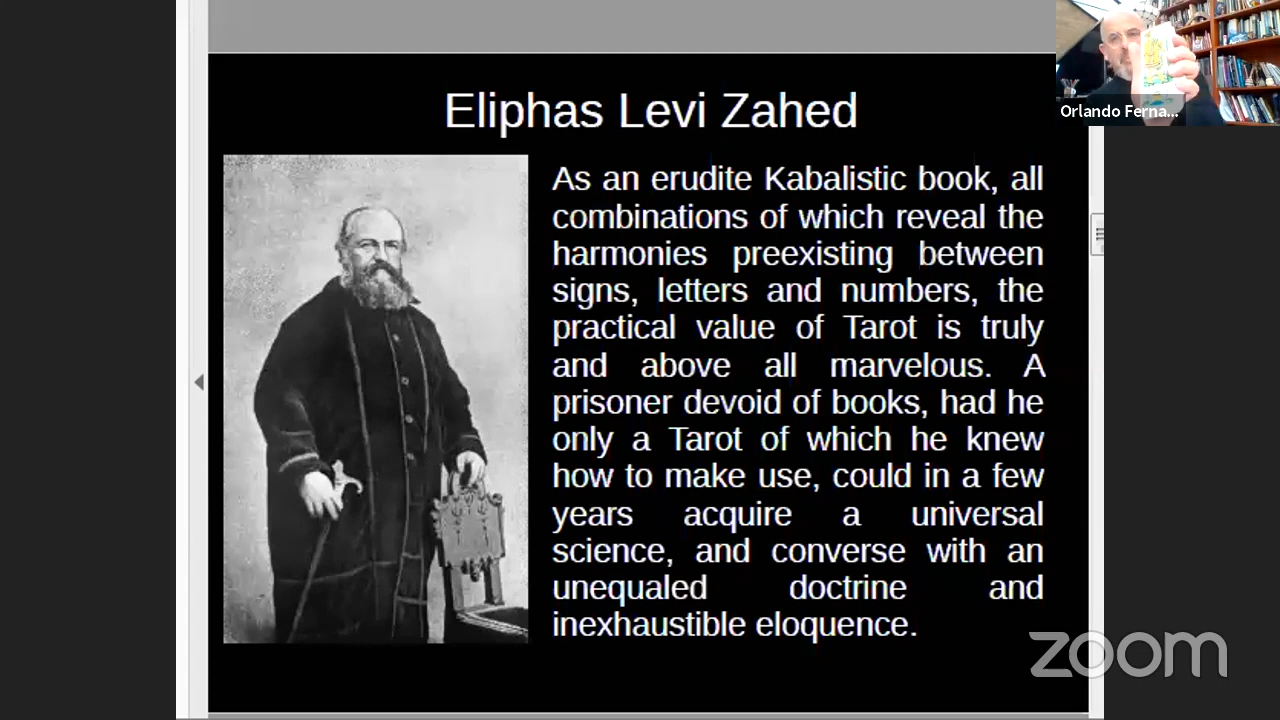 Eliphas Levi Zahed
As an erudite Kabalistic book, all
combinations of which reveal the
harmonies preexisting between
signs, letters and numbers, the
practical value of Tarot is truly
and above all marvelous. A
prisoner devoid of books, had he
only a Tarot of which he knew
how to make use, could in a few
years acquire a universal
science, and converse with an
unequaled doctrine and
inexhaustible eloquence.
Orlando Ferna...
zoom